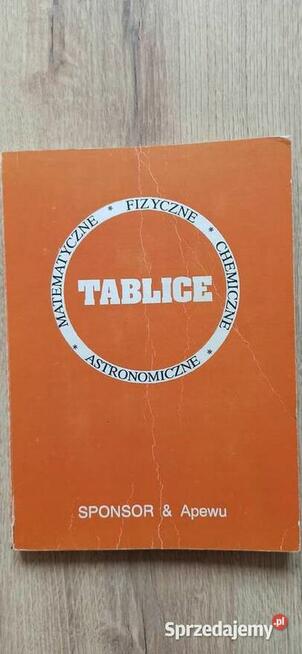 MATEMATYCZNE * FIZYCZNE * CHEMICZNE * ASTRONOMICZNE *
TABLICE
SPONSOR & Apewu
Sprzedajemy.pl